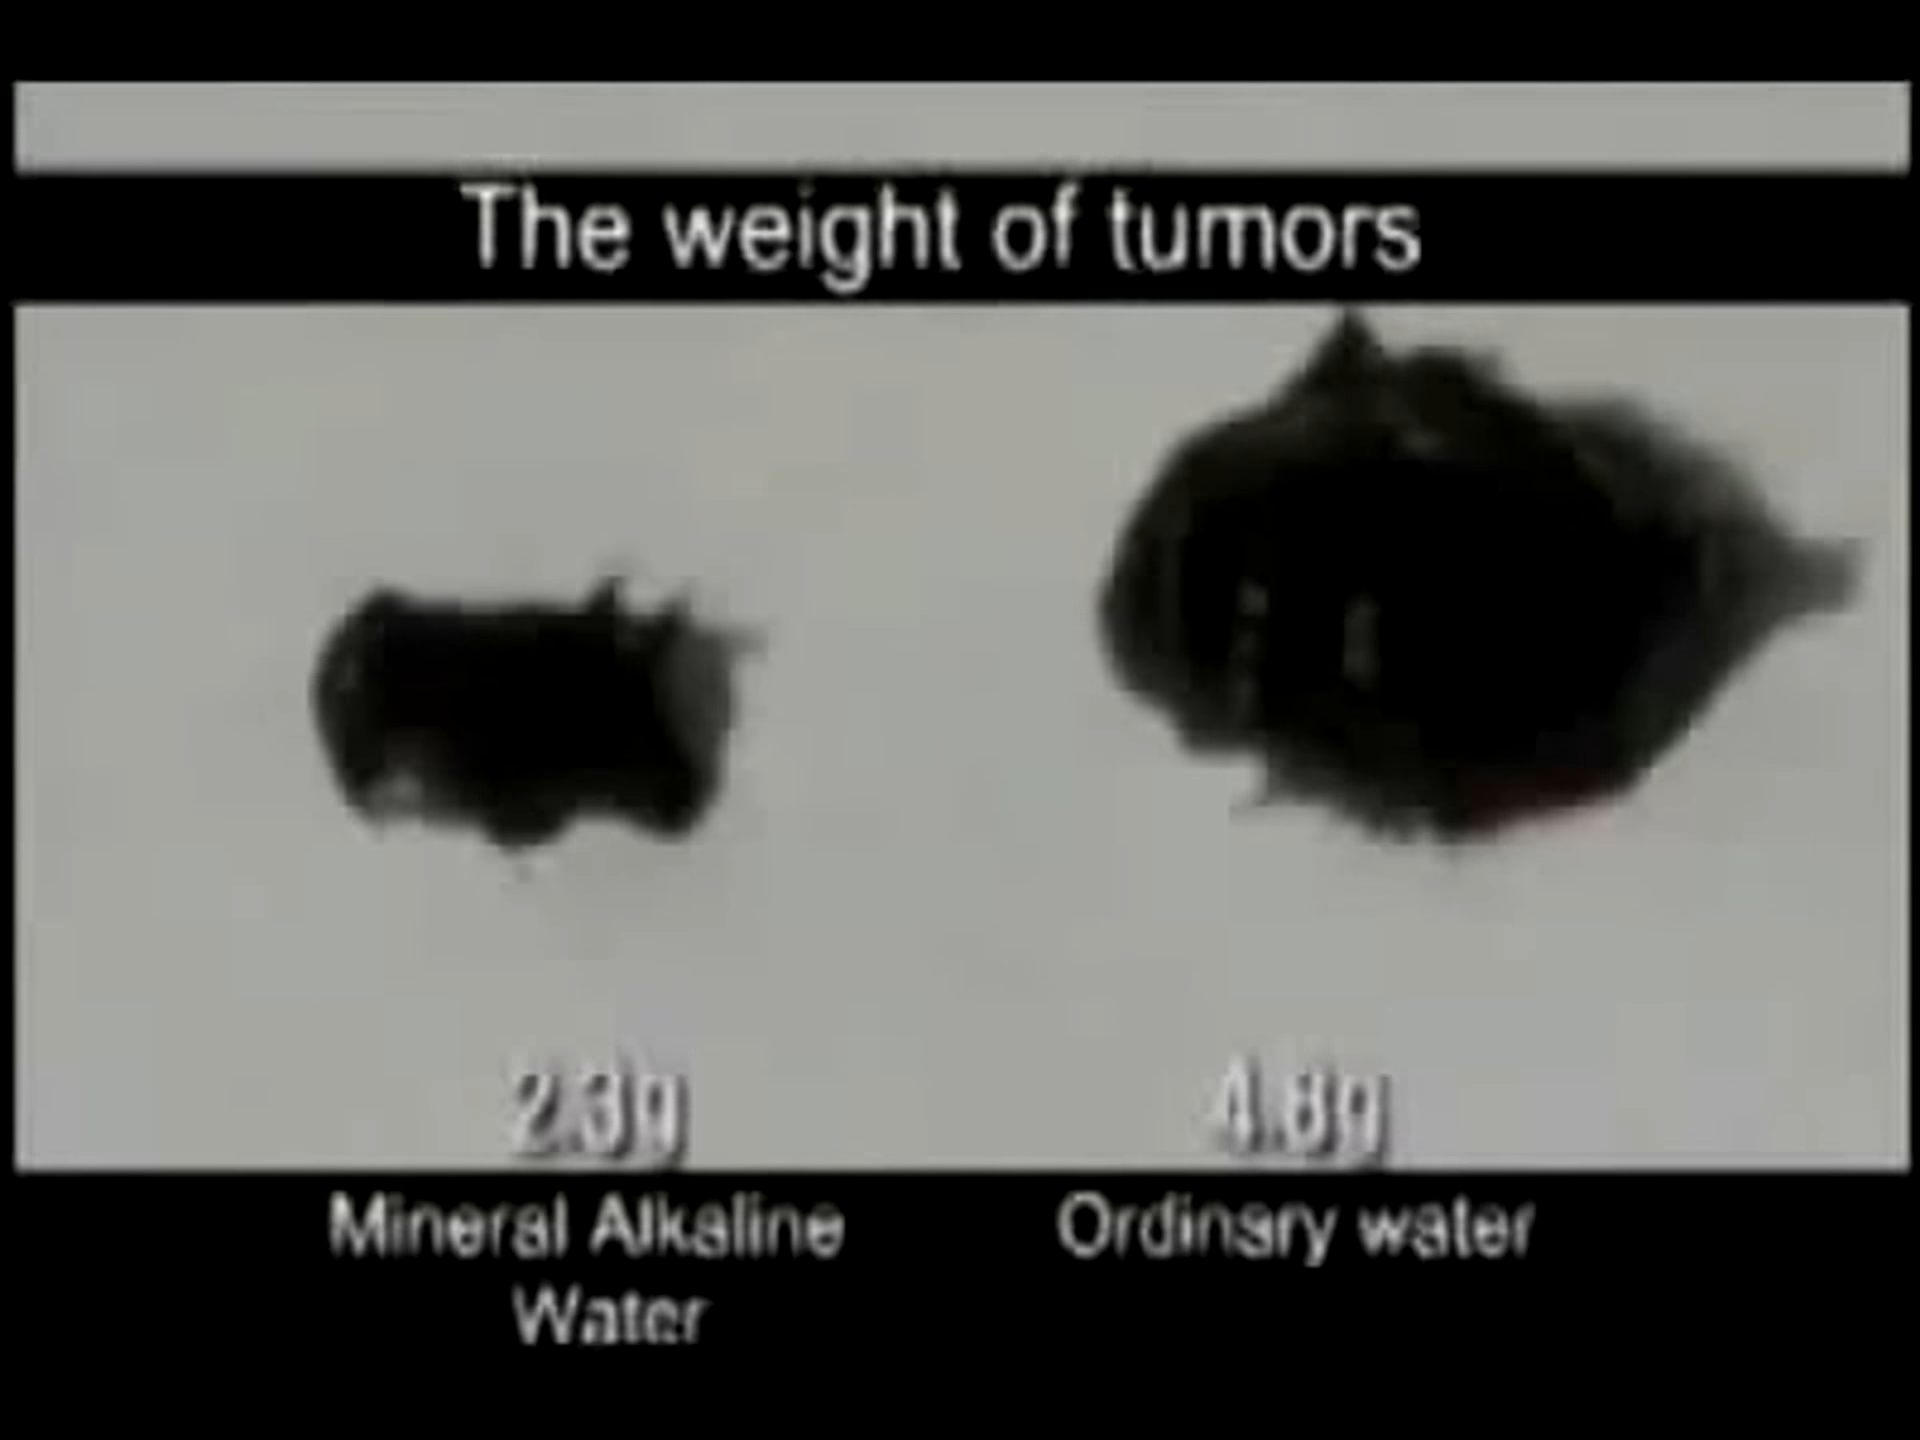 The weight of tumors
2.3g 4.8g
Mineral Alkaline Ordinary water
Water